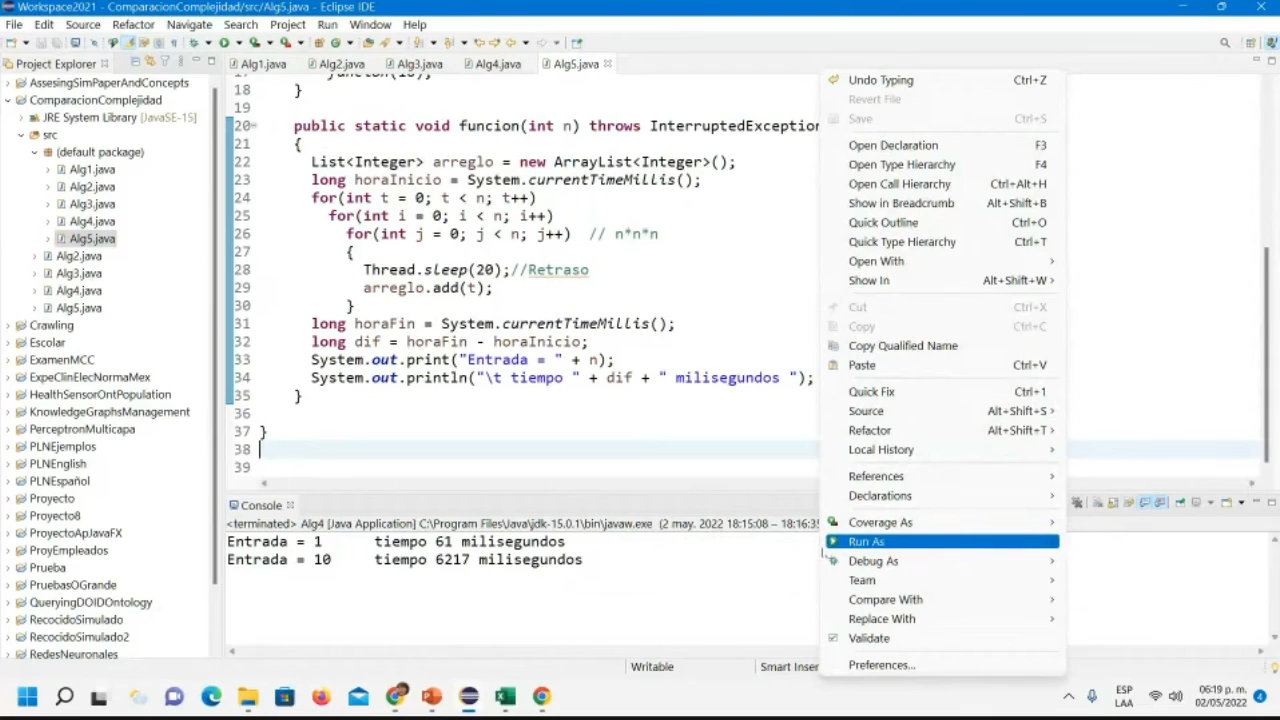 Workspace2021 - ComparacionComplejidad/src/Alg5.java - Eclipse IDE
File Edit Source Refactor Navigate Search Project Run Window Help
Project Explorer
Alg1.java Alg2.java Alg3.java Alg4.java Alg5.java
AssesingSimPaperAndConcepts
ComparacionComplejidad
JRE System Library [JavaSE-15]
src
(default package)
Alg1.java
Alg2.java
Alg3.java
Alg4.java
Alg5.java
Alg2.java
Alg3.java
Alg4.java
Alg5.java
Crawling
Escolar
ExamenMCC
ExpeClinElecNormaMex
HealthSensorOntPopulation
KnowledgeGraphsManagement
PerceptronMulticapa
PLNEjemplos
PLNEnglish
PLNEspañol
Proyecto
Proyecto8
ProyectoApJavaFX
ProyEmpleados
Prueba
PruebasOGrande
QueryingDOIDOntology
RecocidoSimulado
RecocidoSimulado2
RedesNeuronales
18 }
19
20 public static void funcion(int n) throws InterruptedException
21 {
22 List<Integer> arreglo = new ArrayList<Integer>();
23 long horaInicio = System.currentTimeMillis();
24 for(int t = 0; t < n; t++)
25 for(int i = 0; i < n; i++)
26 for(int j = 0; j < n; j++) // n*n*n
27 {
28 Thread.sleep(20);//Retraso
29 arreglo.add(t);
30 }
31 long horaFin = System.currentTimeMillis();
32 long dif = horaFin - horaInicio;
33 System.out.print("Entrada = " + n);
34 System.out.println("\t tiempo " + dif + " milisegundos ");
35 }
36
37 }
38
39
Console
<terminated> Alg4 [Java Application] C:\Program Files\Java\jdk-15.0.1\bin\javaw.exe (2 may. 2022 18:15:08 – 18:16:35
Entrada = 1 tiempo 61 milisegundos
Entrada = 10 tiempo 6217 milisegundos
Undo Typing Ctrl+Z
Revert File
Save Ctrl+S
Open Declaration F3
Open Type Hierarchy F4
Open Call Hierarchy Ctrl+Alt+H
Show in Breadcrumb Alt+Shift+B
Quick Outline Ctrl+O
Quick Type Hierarchy Ctrl+T
Open With
Show In Alt+Shift+W
Cut Ctrl+X
Copy Ctrl+C
Copy Qualified Name
Paste Ctrl+V
Quick Fix Ctrl+1
Source Alt+Shift+S
Refactor Alt+Shift+T
Local History
References
Declarations
Coverage As
Run As
Debug As
Team
Compare With
Replace With
Validate
Preferences...
Writable Smart Inser
ESP
LAA
06:19 p. m.
02/05/2022
4